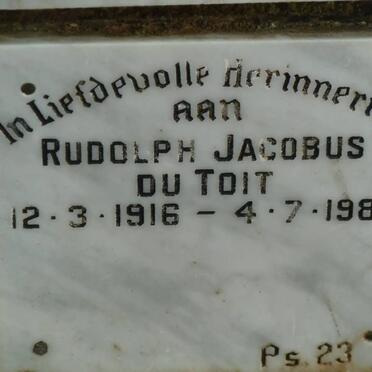 In Liefdevolle Herinneri
aan
Rudolph Jacobus
du Toit
12·3·1916 – 4·7·198
Ps. 23